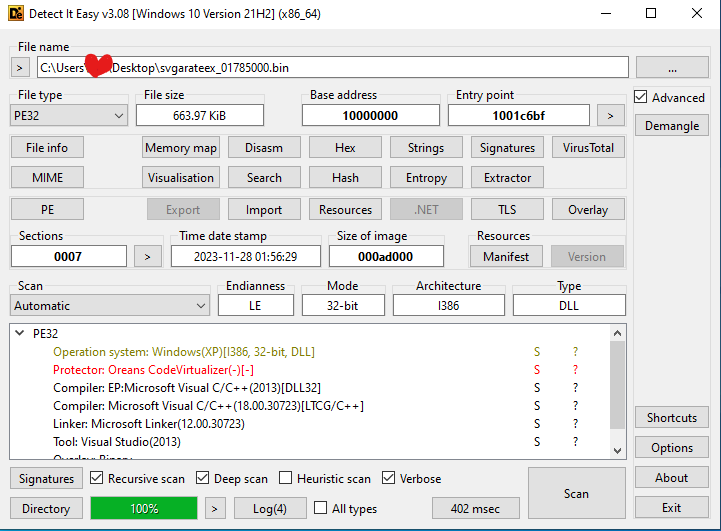 Detect It Easy v3.08 [Windows 10 Version 21H2] (x86_64)
File name
> C:\Users\ \Desktop\svgarateex_01785000.bin ...
File type File size Base address Entry point Advanced
PE32 663.97 KiB 10000000 1001c6bf >
Demangle
File info Memory map Disasm Hex Strings Signatures VirusTotal
MIME Visualisation Search Hash Entropy Extractor
PE Export Import Resources .NET TLS Overlay
Sections Time date stamp Size of image Resources
0007 > 2023-11-28 01:56:29 000ad000 Manifest Version
Scan Endianness Mode Architecture Type
Automatic LE 32-bit I386 DLL
PE32
Operation system: Windows(XP)[I386, 32-bit, DLL] S ?
Protector: Oreans CodeVirtualizer(-)[-] S ?
Compiler: EP:Microsoft Visual C/C++(2013)[DLL32] S ?
Compiler: Microsoft Visual C/C++(18.00.30723)[LTCG/C++] S ?
Linker: Microsoft Linker(12.00.30723) S ?
Tool: Visual Studio(2013) S ?
Overlay: Binary
Shortcuts
Options
Signatures Recursive scan Deep scan Heuristic scan Verbose
Scan
About
Directory 100% > Log(4) All types 402 msec
Exit